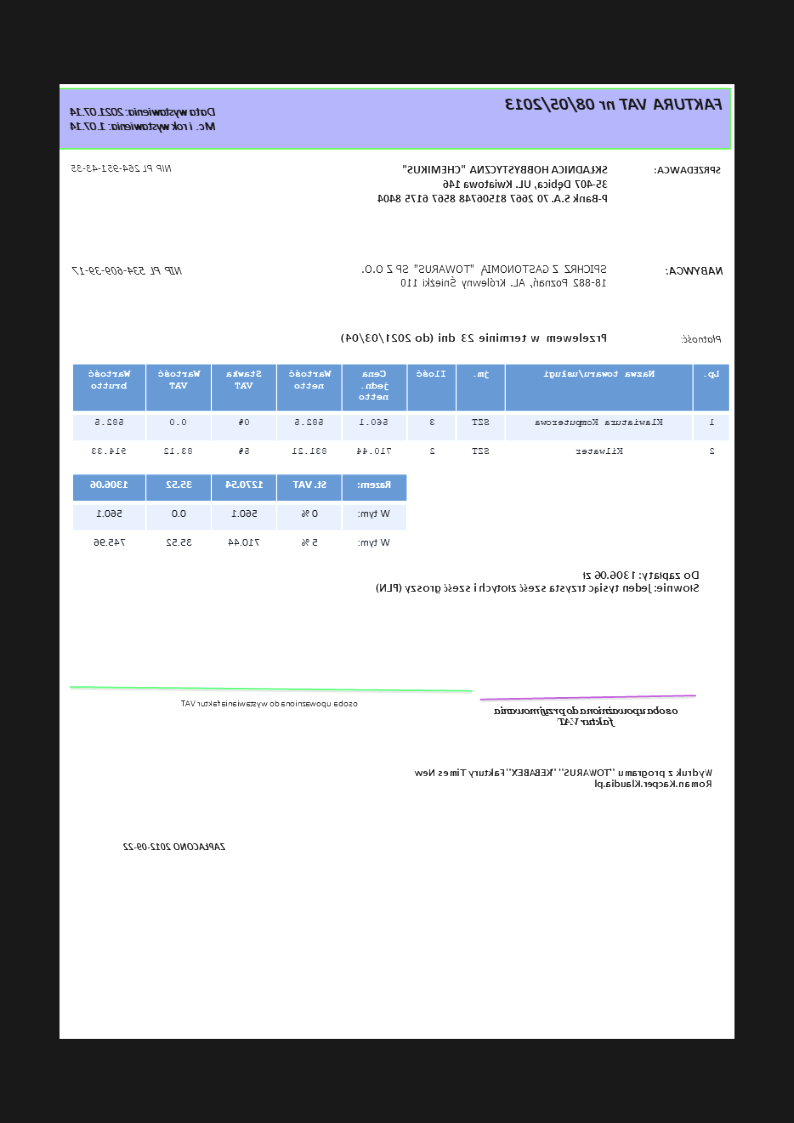 FAKTURA VAT nr 08/05/2013
Data wystawienia: 2021.07.14
Mc. i rok wystawienia: 1.07.14
SPRZEDAWCA:
SKŁADNICA HOBBYSTYCZNA "CHEMIKUS"
35-407 Dębica, UL. Kwiatowa 146
P-Bank S.A. 70 2667 81506748 8567 6175 8404
NIP PL 264-951-43-35
NABYWCA:
SPICHRZ Z GASTONOMIĄ "TOWARUS" SP Z O.O.
18-882 Poznań, AL. Królewny Śnieżki 110
NIP PL 534-609-39-17
Płatność:
Przelewem w terminie 23 dni (do 2021/03/04)
Lp. Nazwa towaru/usługi jm. Ilość Cena jedn. netto Wartość netto Stawka VAT Wartość VAT Wartość brutto
1 Klawiatura Komputerowa SZT 3 560.1 582.5 0% 0.0 582.5
2 Kilwater SZT 2 710.44 831.21 5% 83.12 914.33
Razem: St. VAT 1270.54 35.52 1306.06
W tym: 0 % 560.1 0.0 560.1
W tym: 5 % 710.44 35.52 745.96
Do zapłaty: 1306.06 zł
Słownie: Jeden tysiąc trzysta sześć złotych i sześć groszy (PLN)
osoba upoważniona do przyjmowania
faktur VAT
osoba upoważniona do wystawiania faktur VAT
Wydruk z programu "TOWARUS" "KEBABEX" Faktury Times New
Roman.Kacper.Klaudia.pl
ZAPŁACONO 2012-09-22